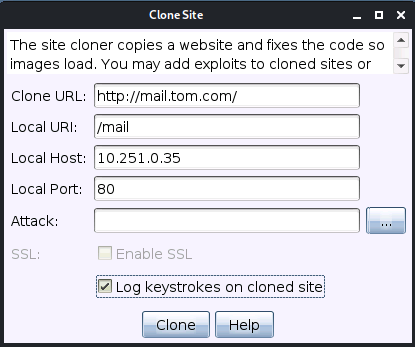 Clone Site
The site cloner copies a website and fixes the code so
images load. You may add exploits to cloned sites or
Clone URL: http://mail.tom.com/
Local URI: /mail
Local Host: 10.251.0.35
Local Port: 80
Attack: ...
SSL: Enable SSL
Log keystrokes on cloned site
Clone Help